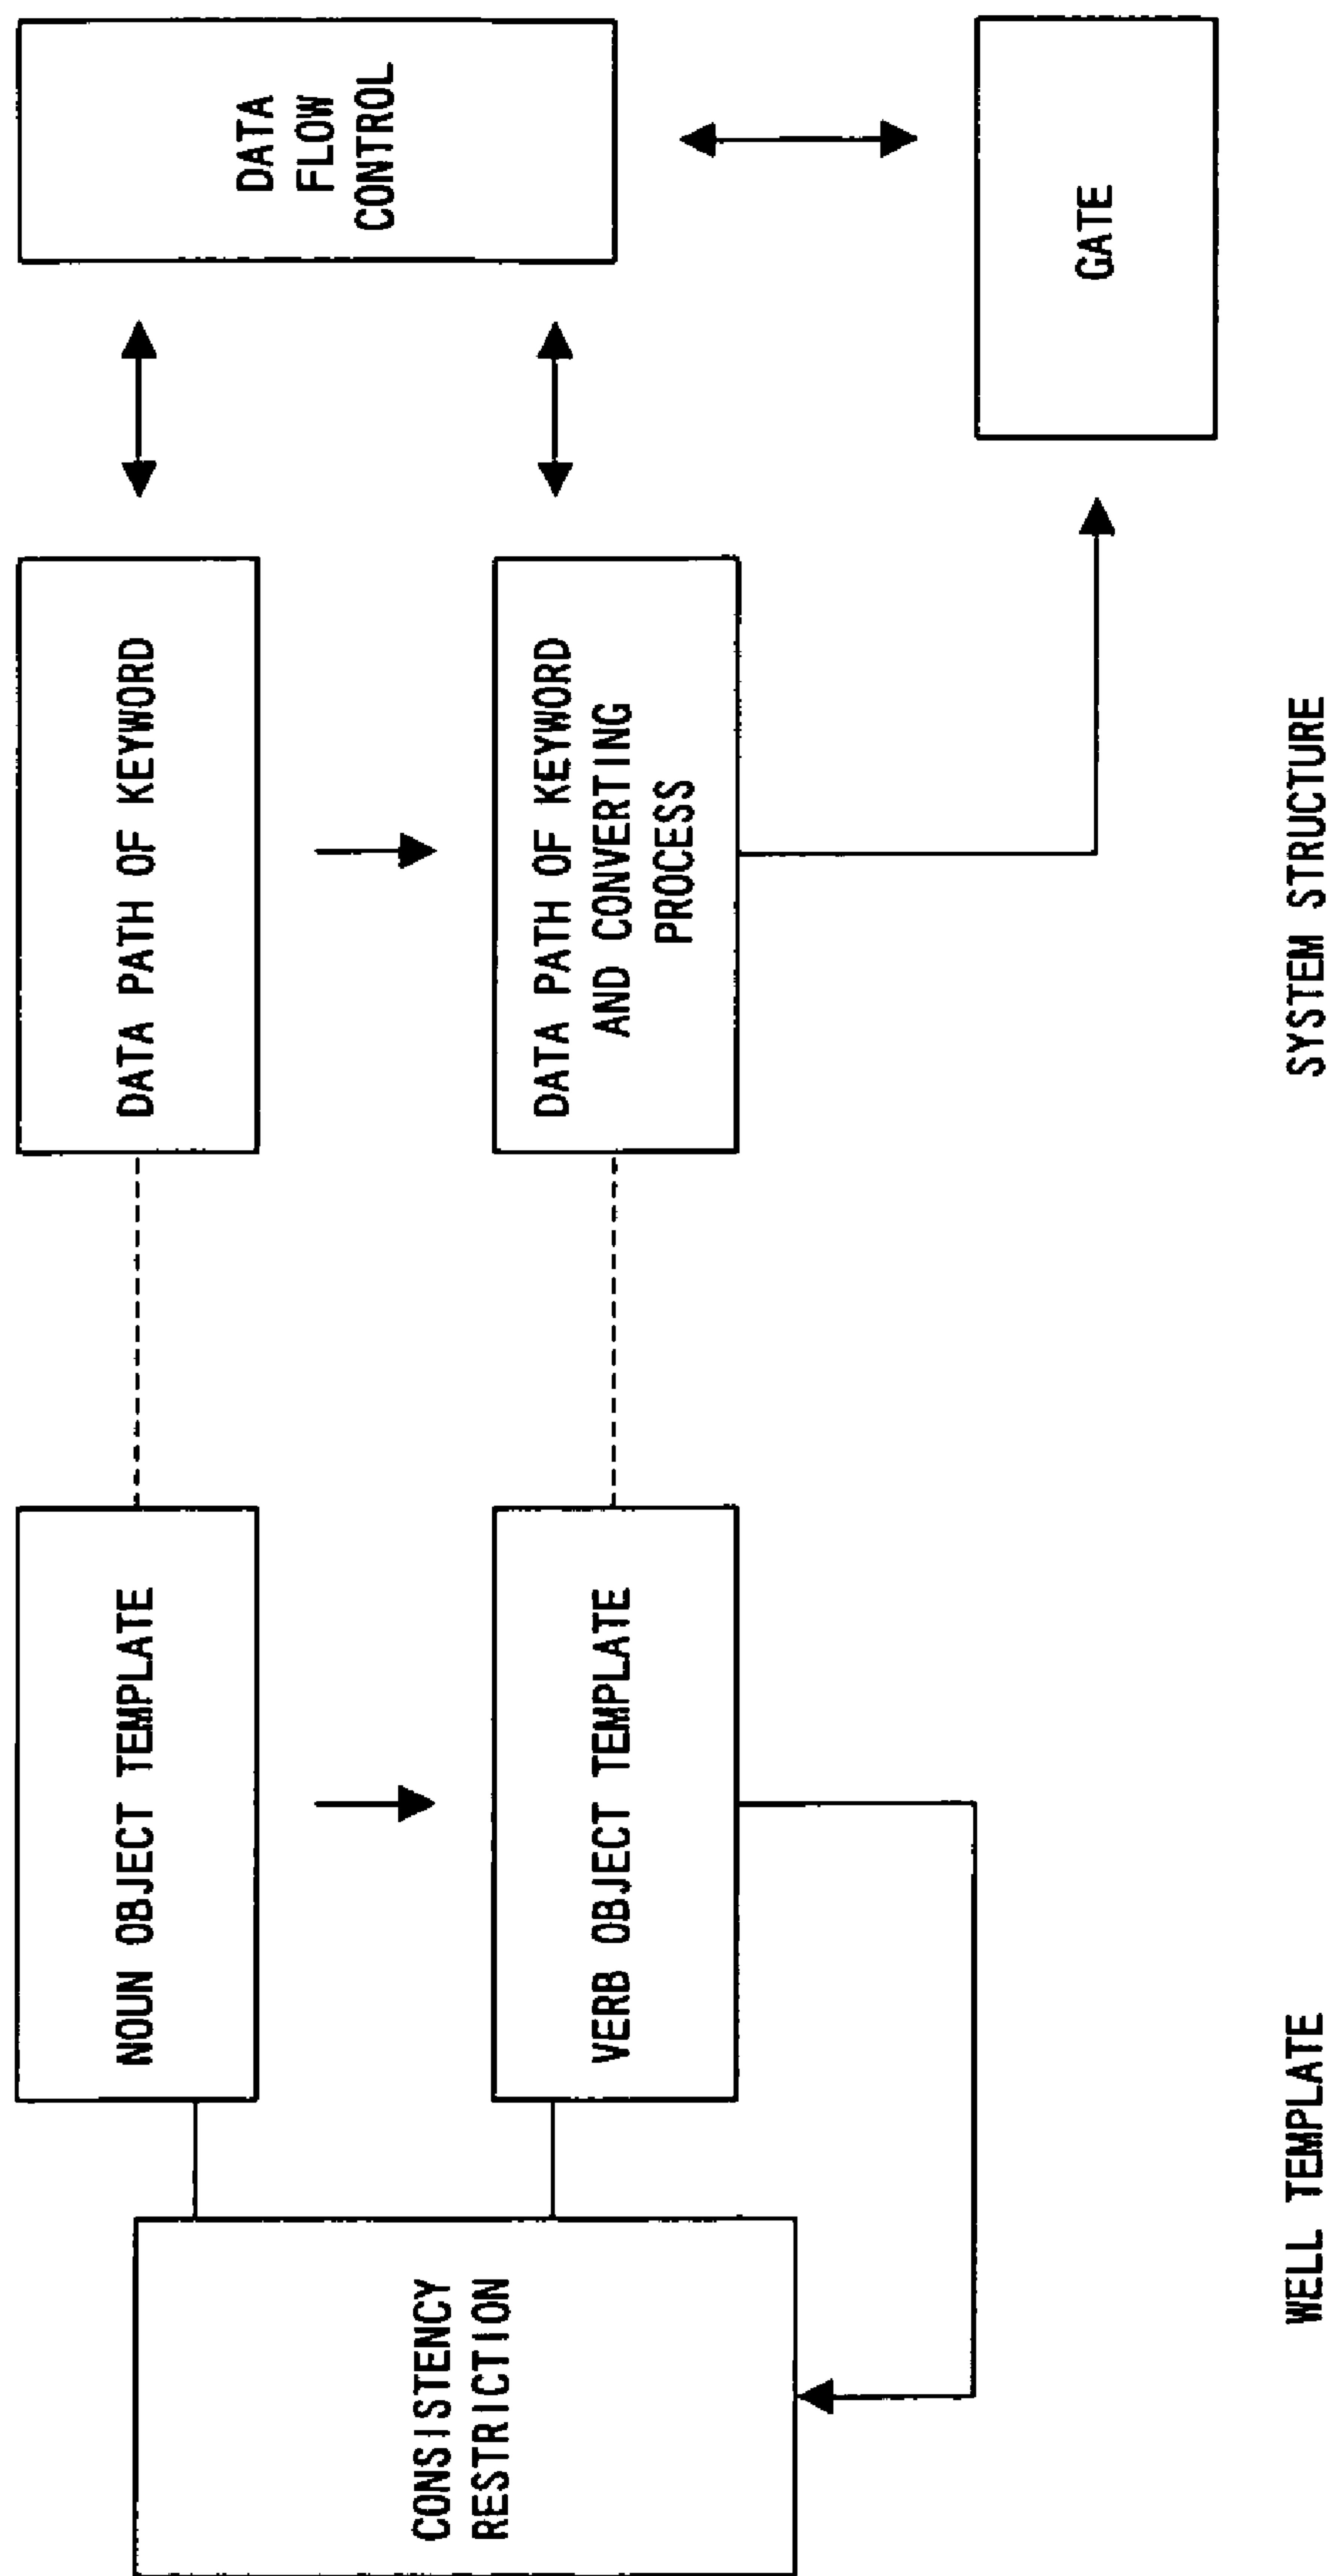 CONSISTENCY
RESTRICTION
NOUN OBJECT TEMPLATE
VERB OBJECT TEMPLATE
WELL TEMPLATE
DATA PATH OF KEYWORD
DATA PATH OF KEYWORD
AND CONVERTING
PROCESS
DATA
FLOW
CONTROL
GATE
SYSTEM STRUCTURE